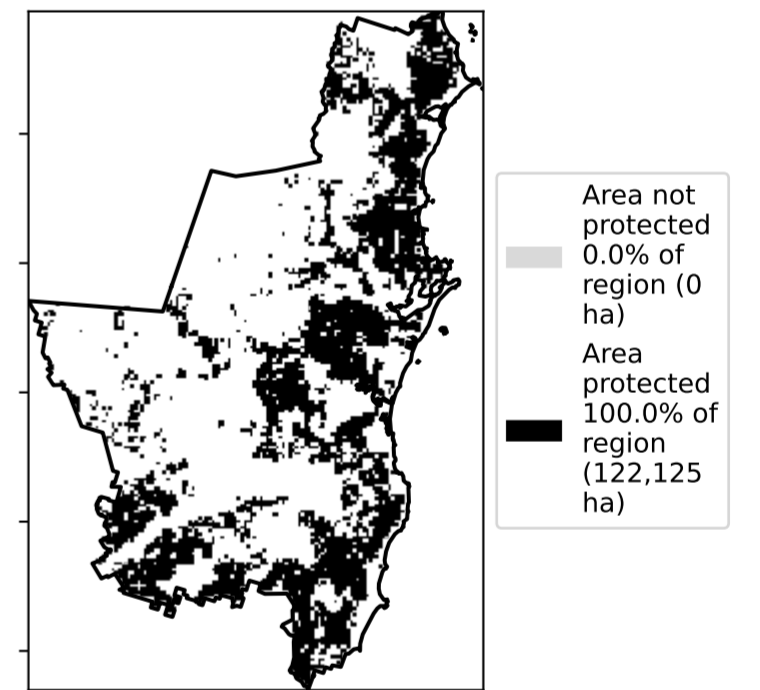 Area not
protected
0.0% of
region (0
ha)
Area
protected
100.0% of
region
(122,125
ha)